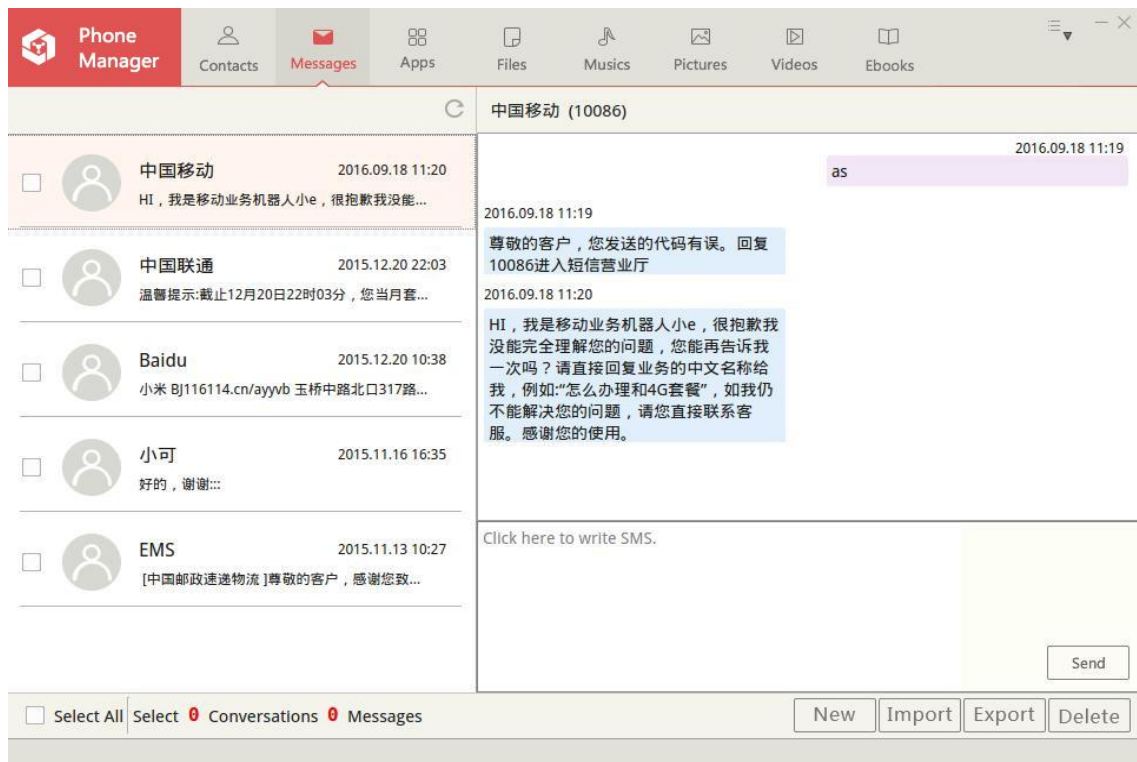 Phone
Manager
Contacts
Messages
Apps
Files
Musics
Pictures
Videos
Ebooks
中国移动 2016.09.18 11:20
HI，我是移动业务机器人小e，很抱歉我没能...
中国联通 2015.12.20 22:03
温馨提示:截止12月20日22时03分，您当月套...
Baidu 2015.12.20 10:38
小米 BJ116114.cn/ayyvb 玉桥中路北口317路...
小可 2015.11.16 16:35
好的，谢谢:::
EMS 2015.11.13 10:27
[中国邮政速递物流 ]尊敬的客户，感谢您致...
中国移动 (10086)
2016.09.18 11:19
as
2016.09.18 11:19
尊敬的客户，您发送的代码有误。回复
10086进入短信营业厅
2016.09.18 11:20
HI，我是移动业务机器人小e，很抱歉我
没能完全理解您的问题，您能再告诉我
一次吗？请直接回复业务的中文名称给
我，例如:“怎么办理和4G套餐”，如我仍
不能解决您的问题，请您直接联系客
服。感谢您的使用。
Click here to write SMS.
Send
Select All Select 0 Conversations 0 Messages
New Import Export Delete